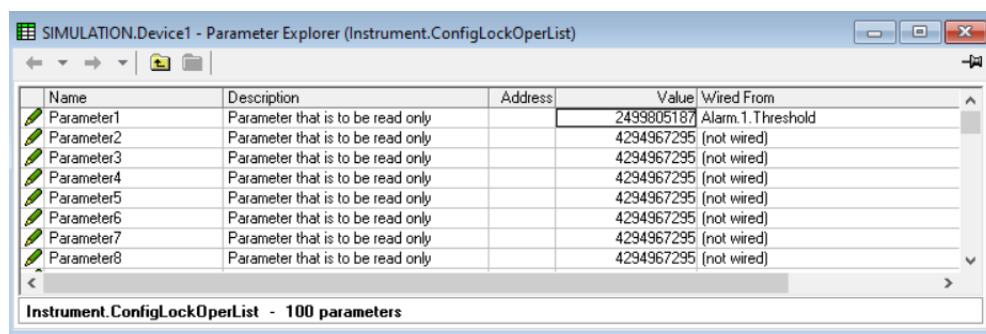 SIMULATION.Device1 - Parameter Explorer (Instrument.ConfigLockOperList)
Name Description Address Value Wired From
Parameter1 Parameter that is to be read only 2499805187 Alarm.1.Threshold
Parameter2 Parameter that is to be read only 4294967295 (not wired)
Parameter3 Parameter that is to be read only 4294967295 (not wired)
Parameter4 Parameter that is to be read only 4294967295 (not wired)
Parameter5 Parameter that is to be read only 4294967295 (not wired)
Parameter6 Parameter that is to be read only 4294967295 (not wired)
Parameter7 Parameter that is to be read only 4294967295 (not wired)
Parameter8 Parameter that is to be read only 4294967295 (not wired)
Instrument.ConfigLockOperList - 100 parameters